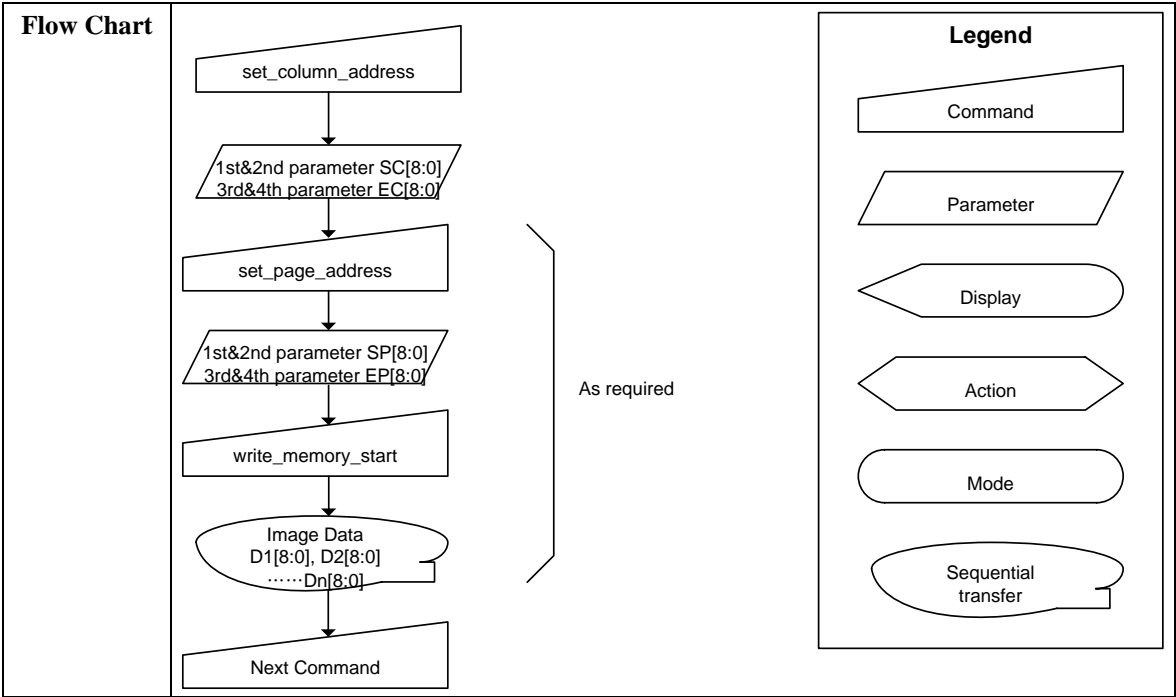 Flow Chart
set_column_address
1st&2nd parameter SC[8:0]
3rd&4th parameter EC[8:0]
set_page_address
1st&2nd parameter SP[8:0]
3rd&4th parameter EP[8:0]
write_memory_start
Image Data
D1[8:0], D2[8:0]
……Dn[8:0]
Next Command
As required
Legend
Command
Parameter
Display
Action
Mode
Sequential
transfer